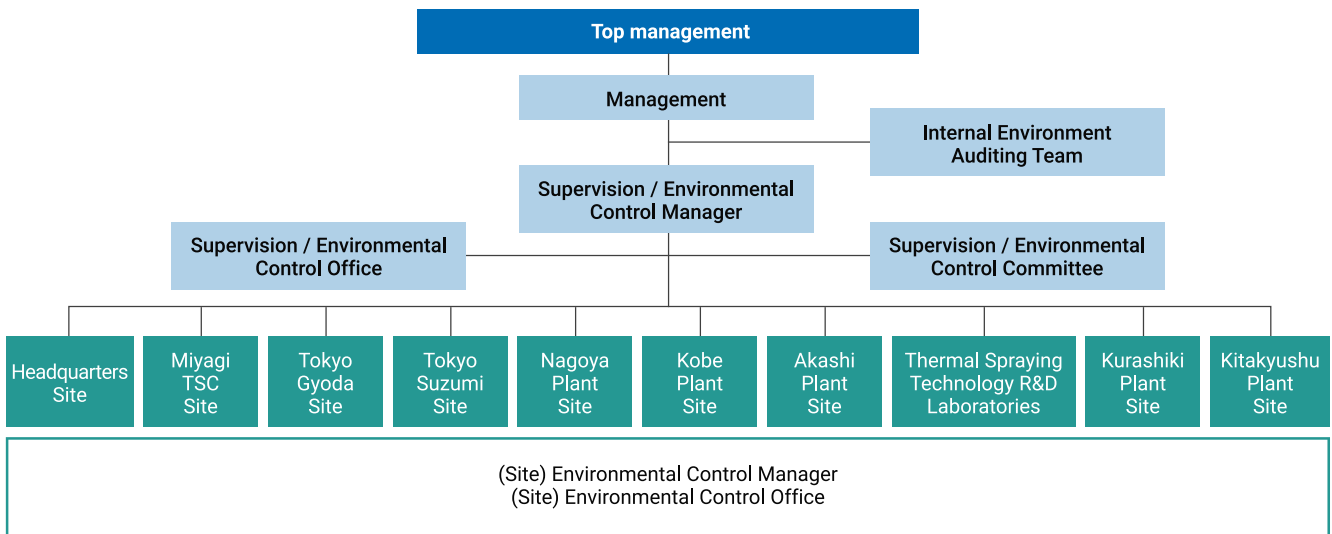 Top management
Management
Internal Environment
Auditing Team
Supervision / Environmental
Control Manager
Supervision / Environmental
Control Office
Supervision / Environmental
Control Committee
Headquarters
Site
Miyagi
TSC
Site
Tokyo
Gyoda
Site
Tokyo
Suzumi
Site
Nagoya
Plant
Site
Kobe
Plant
Site
Akashi
Plant
Site
Thermal Spraying
Technology R&D
Laboratories
Kurashiki
Plant
Site
Kitakyushu
Plant
Site
(Site) Environmental Control Manager
(Site) Environmental Control Office